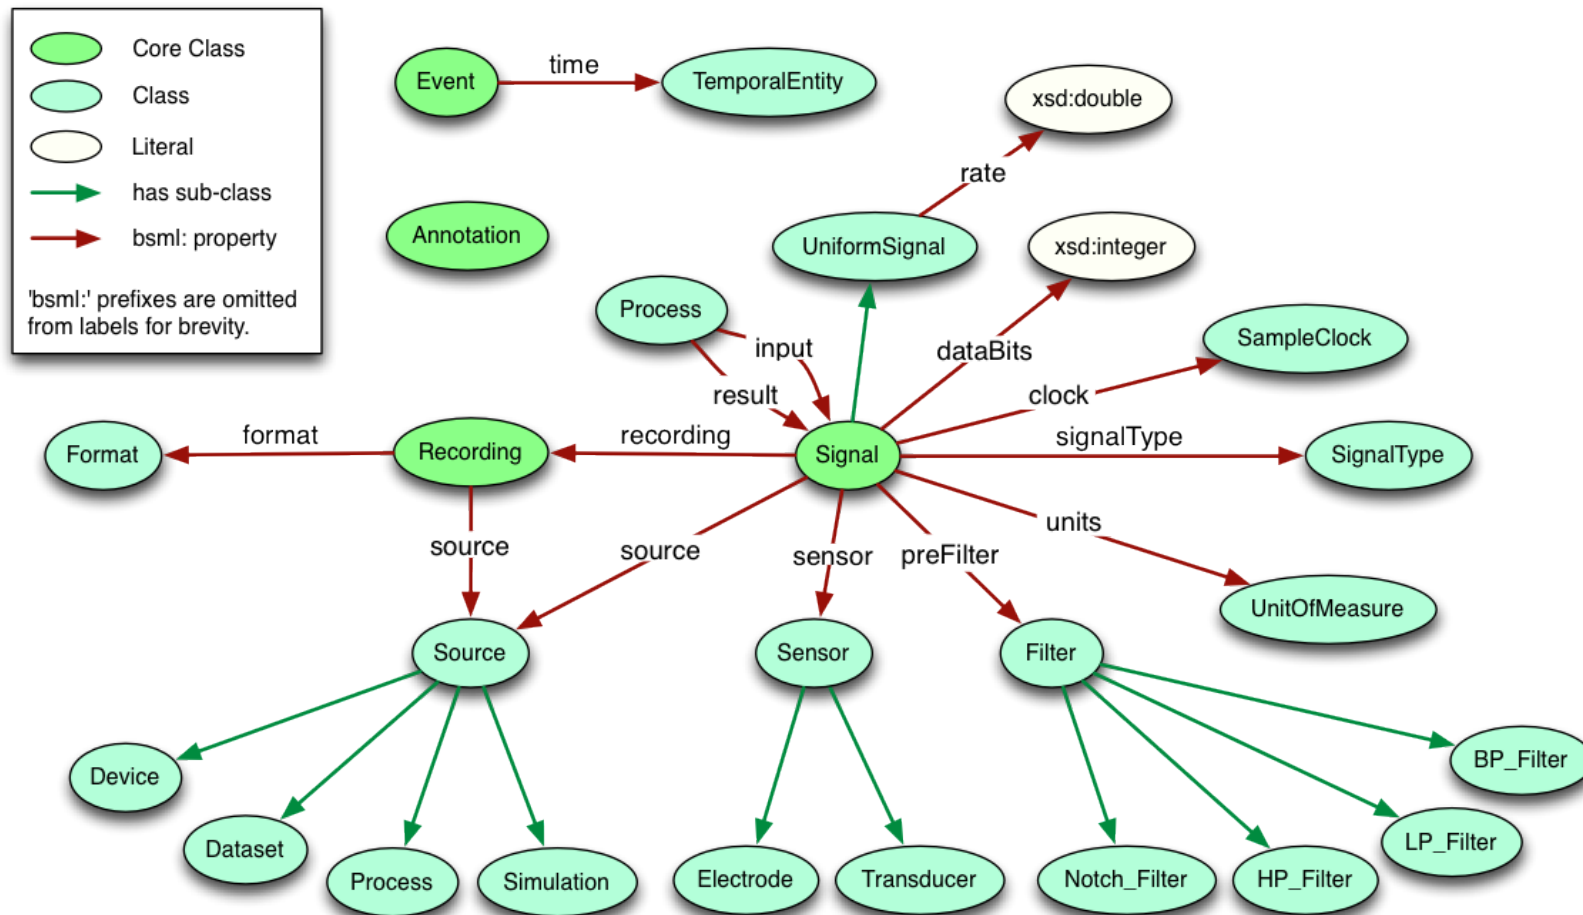 Core Class
Class
Literal
has sub-class
bsml: property
'bsml:' prefixes are omitted
from labels for brevity.
Event
time
TemporalEntity
xsd:double
rate
Annotation
UniformSignal
xsd:integer
Process
input
result
dataBits
SampleClock
clock
Format
format
Recording
recording
Signal
signalType
SignalType
source
source
sensor
preFilter
units
UnitOfMeasure
Source
Sensor
Filter
Device
Dataset
Process
Simulation
Electrode
Transducer
Notch_Filter
HP_Filter
LP_Filter
BP_Filter